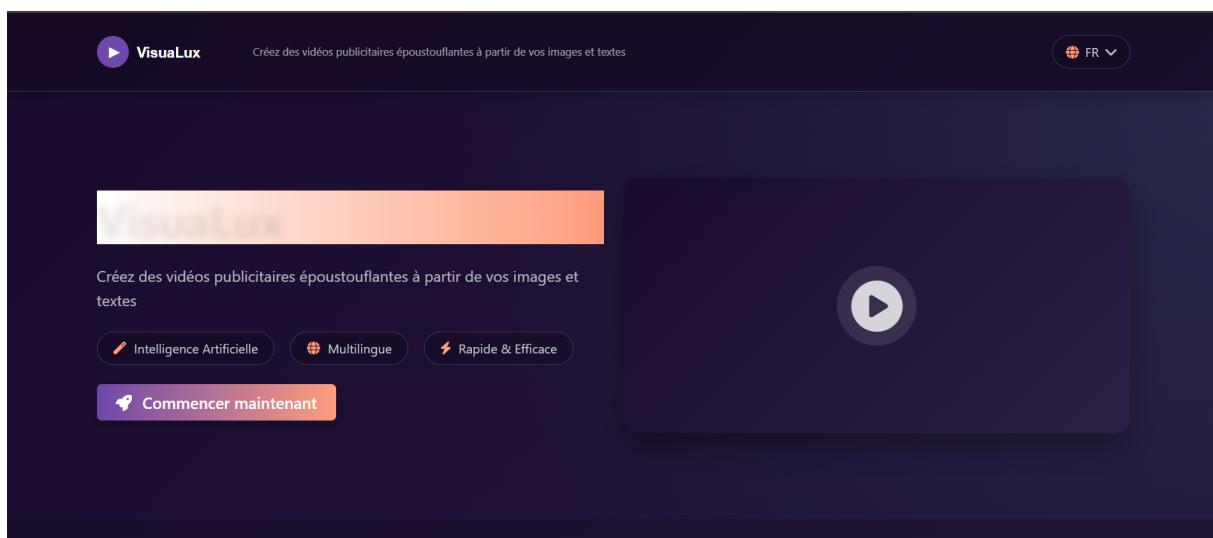 VisuaLux
Créez des vidéos publicitaires époustouflantes à partir de vos images et textes
FR
VisuaLux
Créez des vidéos publicitaires époustouflantes à partir de vos images et
textes
Intelligence Artificielle
Multilingue
Rapide & Efficace
Commencer maintenant